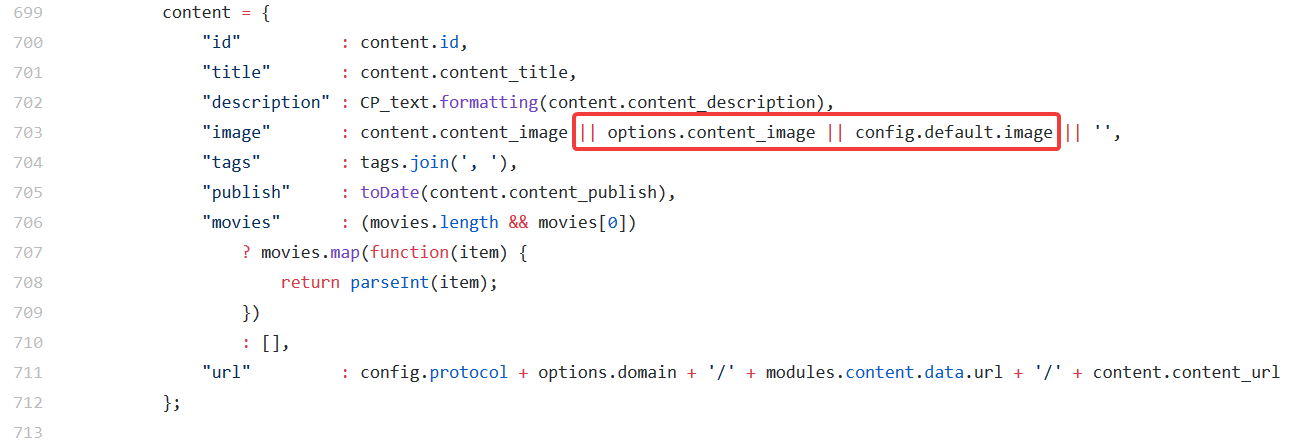 699 content = {
700 "id" : content.id,
701 "title" : content.content_title,
702 "description" : CP_text.formatting(content.content_description),
703 "image" : content.content_image || options.content_image || config.default.image || '',
704 "tags" : tags.join(', '),
705 "publish" : toDate(content.content_publish),
706 "movies" : (movies.length && movies[0])
707 ? movies.map(function(item) {
708 return parseInt(item);
709 })
710 : [],
711 "url" : config.protocol + options.domain + '/' + modules.content.data.url + '/' + content.content_url
712 };
713